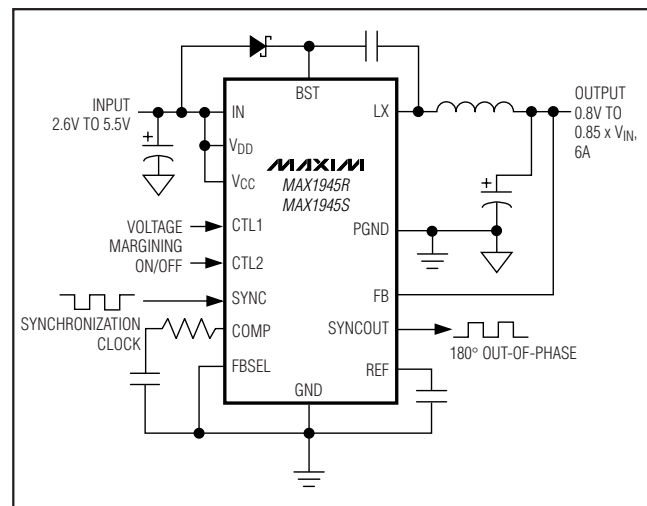 INPUT
2.6V TO 5.5V
BST
IN
VDD
VCC
MAXIM
MAX1945R
MAX1945S
LX
OUTPUT
0.8V TO
0.85 x VIN,
6A
VOLTAGE
MARGINING
ON/OFF
CTL1
CTL2
PGND
SYNC
SYNCHRONIZATION
CLOCK
COMP
FBSEL
FB
SYNCOUT
180° OUT-OF-PHASE
REF
GND
+
+